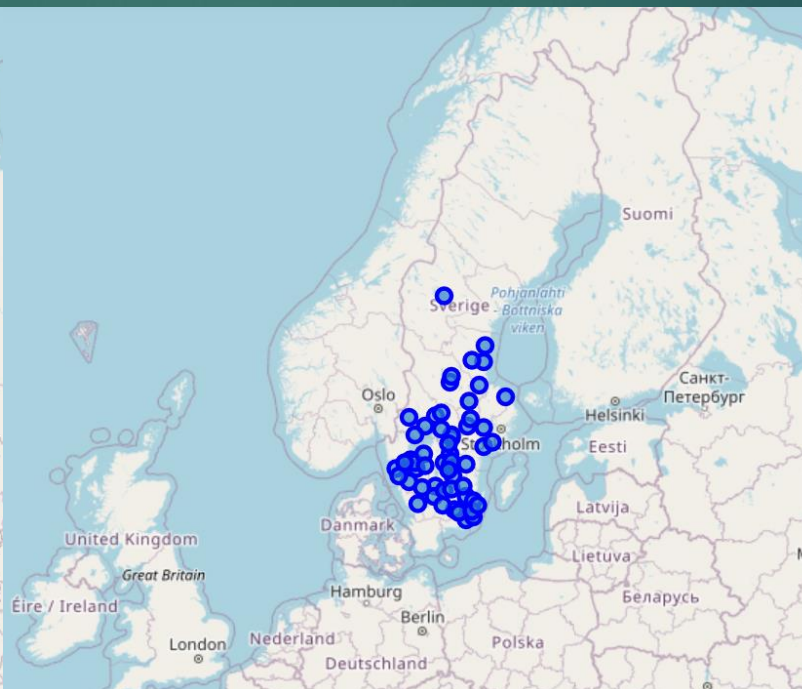 Suomi
Pohjanlahti
- Bottniska
viken
Sverige
Санкт-
Петербург
Oslo
Helsinki
Stockholm
Eesti
Latvija
Danmark
United Kingdom
Lietuva
Great Britain
Hamburg
Беларусь
Éire / Ireland
Berlin
London
Nederland
Polska
Deutschland